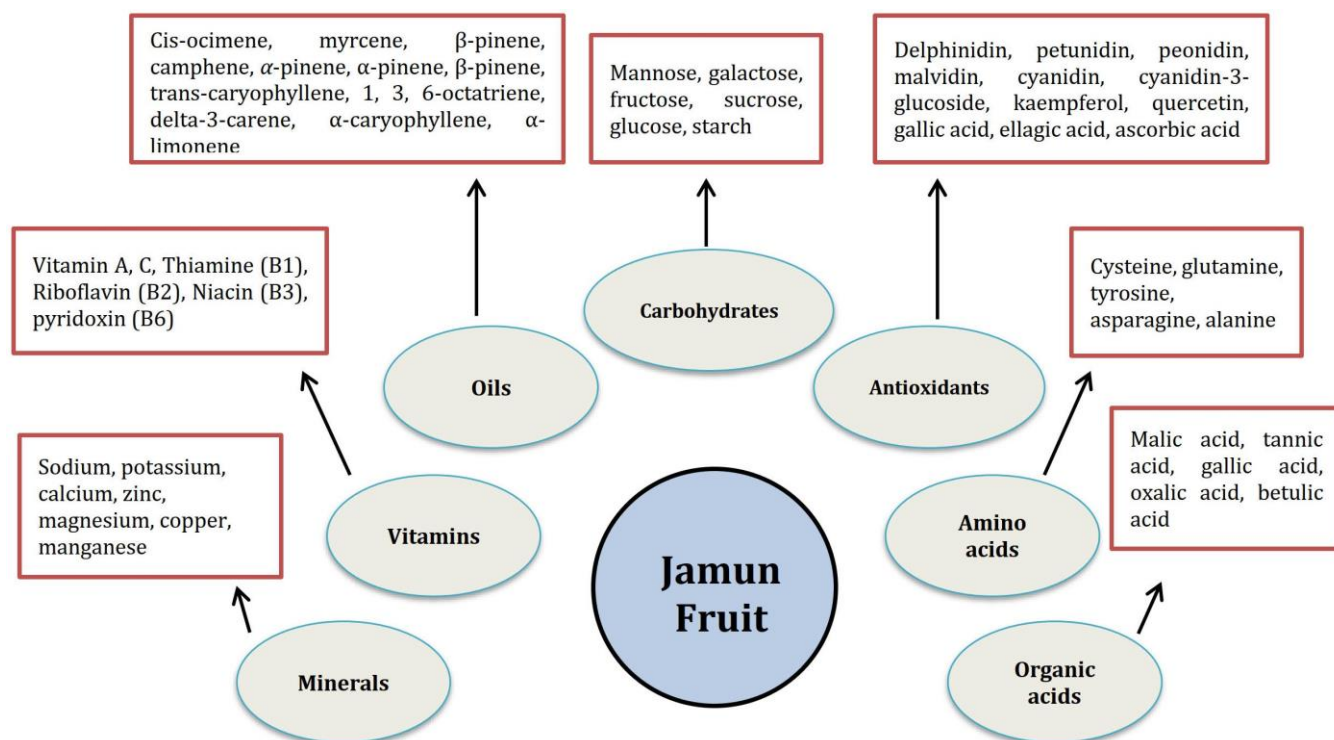 Cis-ocimene, myrcene, β-pinene,
camphene, α-pinene, α-pinene, β-pinene,
trans-caryophyllene, 1, 3, 6-octatriene,
delta-3-carene, α-caryophyllene, α-
limonene
Mannose, galactose,
fructose, sucrose,
glucose, starch
Delphinidin, petunidin, peonidin,
malvidin, cyanidin, cyanidin-3-
glucoside, kaempferol, quercetin,
gallic acid, ellagic acid, ascorbic acid
Vitamin A, C, Thiamine (B1),
Riboflavin (B2), Niacin (B3),
pyridoxin (B6)
Cysteine, glutamine,
tyrosine,
asparagine, alanine
Carbohydrates
Oils
Antioxidants
Sodium, potassium,
calcium, zinc,
magnesium, copper,
manganese
Malic acid, tannic
acid, gallic acid,
oxalic acid, betulic
acid
Vitamins
Amino
acids
Jamun
Fruit
Minerals
Organic
acids